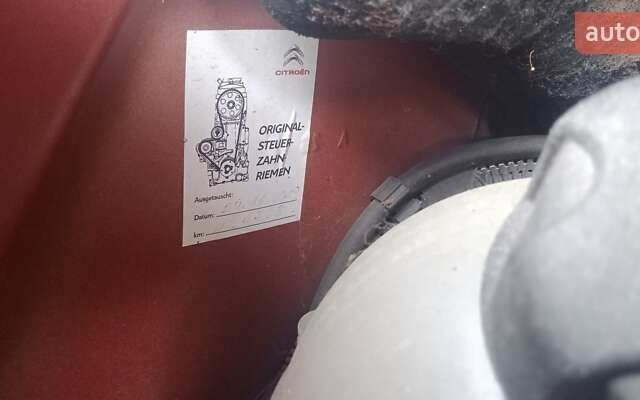 auto
CITROËN
ORIGINAL-
STEUER-
ZAHN-
RIEMEN
Ausgetauscht:
Datum:
km: